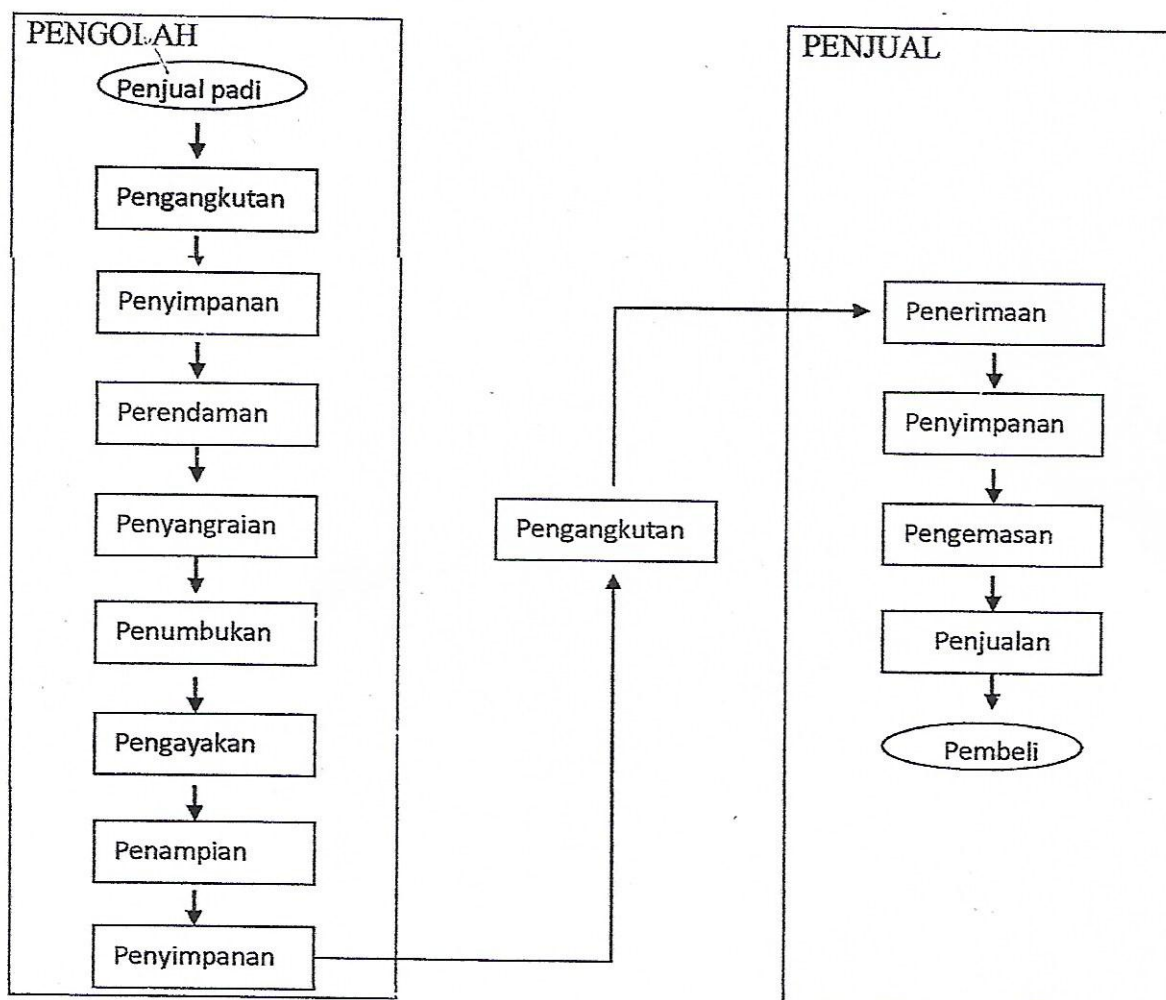 PENGOLAH
Penjual padi
Pengangkutan
Penyimpanan
Perendaman
Penyangraian
Penumbukan
Pengayakan
Penampian
Penyimpanan
Pengangkutan
PENJUAL
Penerimaan
Penyimpanan
Pengemasan
Penjualan
Pembeli